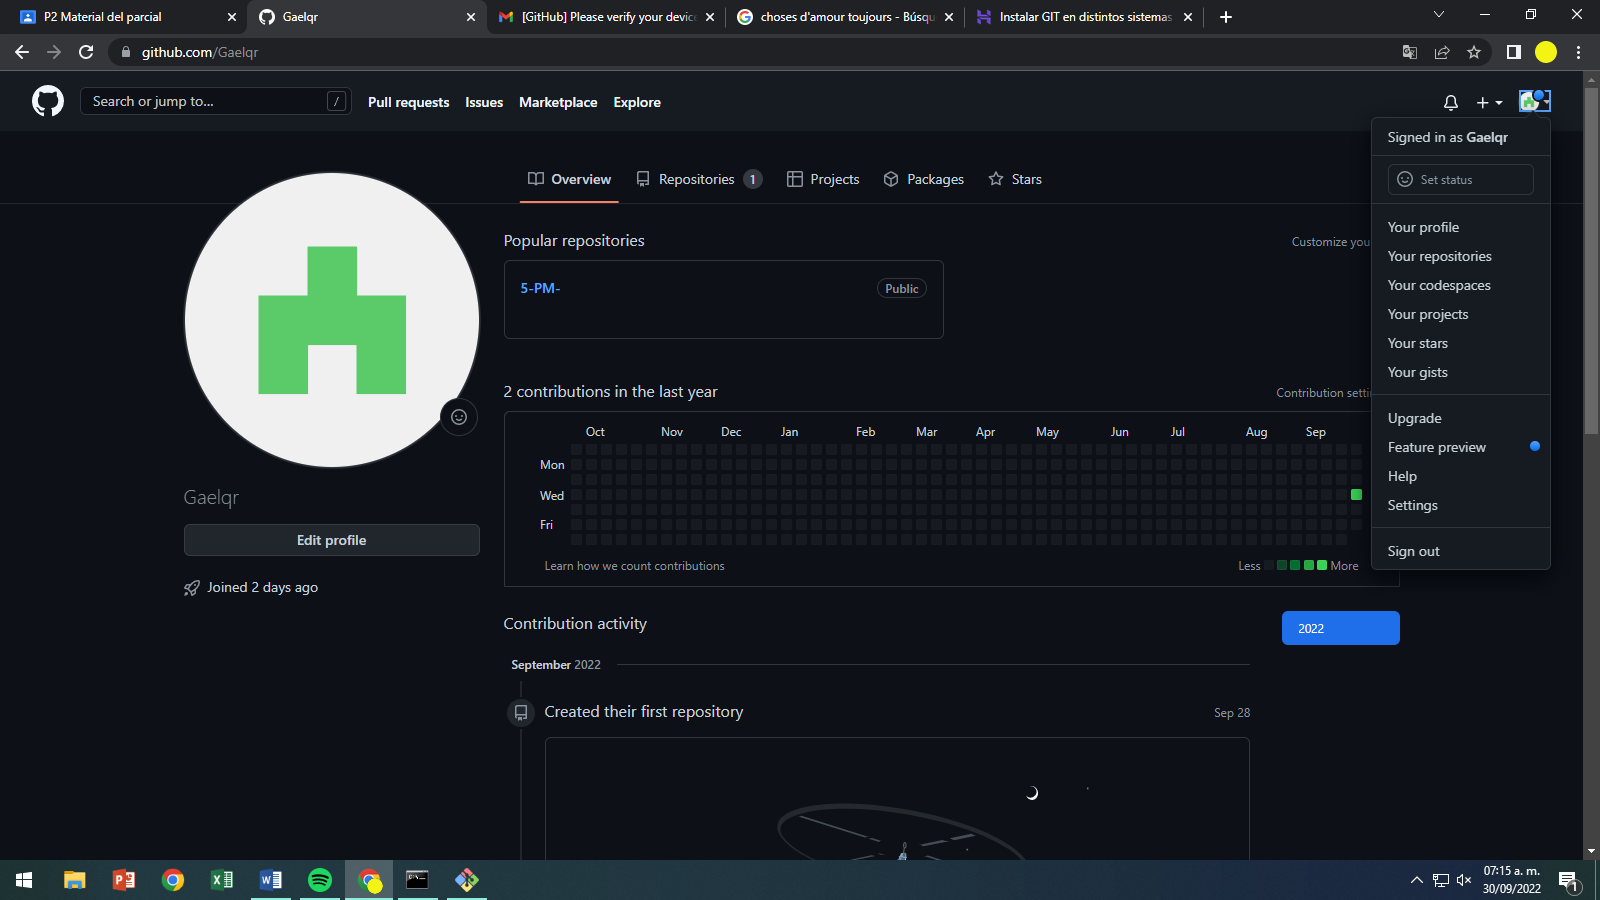 P2 Material del parcial
Gaelqr
[GitHub] Please verify your device
choses d'amour toujours - Búsqu
Instalar GIT en distintos sistemas
github.com/Gaelqr
Search or jump to...
/
Pull requests
Issues
Marketplace
Explore
Signed in as Gaelqr
Set status
Your profile
Your repositories
Your codespaces
Your projects
Your stars
Your gists
Upgrade
Feature preview
Help
Settings
Sign out
Overview
Repositories 1
Projects
Packages
Stars
Popular repositories
Customize you
5-PM-
Public
2 contributions in the last year
Contribution setti
Oct Nov Dec Jan Feb Mar Apr May Jun Jul Aug Sep
Mon
Wed
Fri
Learn how we count contributions
Less More
Gaelqr
Edit profile
Joined 2 days ago
Contribution activity
2022
September 2022
Created their first repository
Sep 28
07:15 a. m.
30/09/2022
1